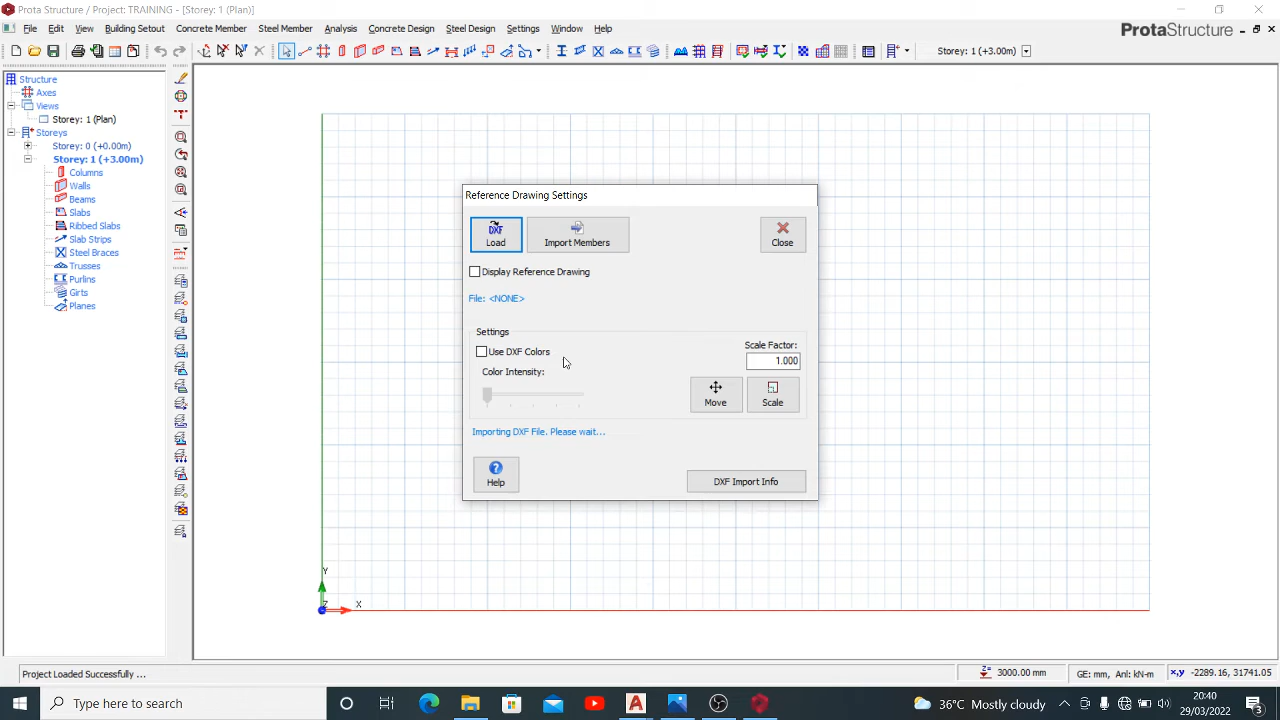 Prota Structure / Project: TRAINING - [Storey: 1 (Plan)]
File View Building Setout Concrete Member Steel Member Analysis Concrete Design Steel Design Settings Window Help
ProtaStructure
Storey: 1 (+3.00m)
Structure
Axes
Views
Storey: 1 (Plan)
Storeys
Storey: 0 (+0.00m)
Storey: 1 (+3.00m)
Columns
Walls
Beams
Slabs
Ribbed Slabs
Slab Strips
Steel Braces
Trusses
Purlins
Girts
Planes
Reference Drawing Settings
DXF
Load
Import Members
Close
Display Reference Drawing
File: <NONE>
Settings
Use DXF Colors
Scale Factor:
1.000
Color Intensity:
Move
Scale
Importing DXF File. Please wait...
Help
DXF Import Info
Y
Z
X
Project Loaded Successfully ...
Z= 3000.00 mm
GE: mm, Anl: kN-m
x,y -2289.16, 31741.05
Type here to search
36°C Mostly cloudy
20:40
29/03/2022
3